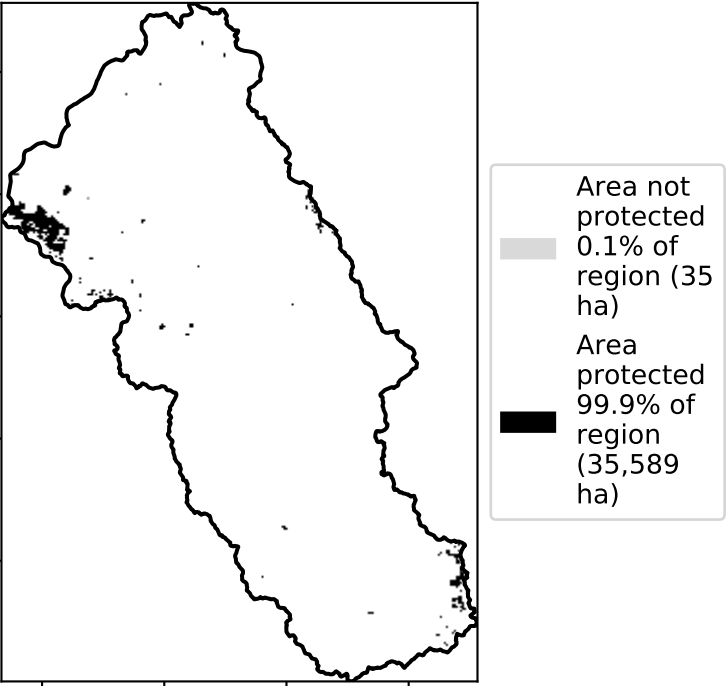 Area not
protected
0.1% of
region (35
ha)
Area
protected
99.9% of
region
(35,589
ha)